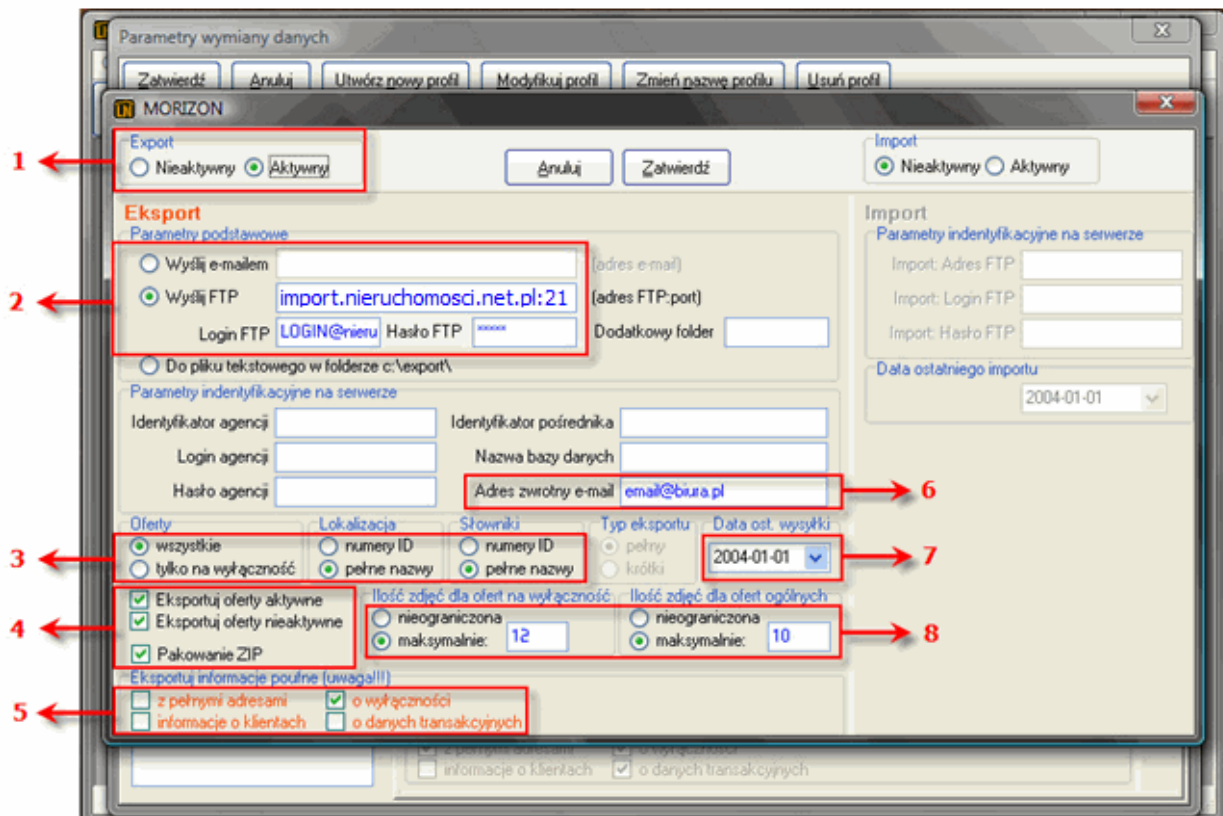 Parametry wymiany danych
Zatwierdź Anuluj Utwórz nowy profil Modyfikuj profil Zmień nazwę profilu Usuń profil
MORIZON
Export
Nieaktywny Aktywny
Anuluj Zatwierdź
Import
Nieaktywny Aktywny
1
Eksport
Parametry podstawowe
Wyślij e-mailem (adres e-mail)
Wyślij FTP import.nieruchomosci.net.pl:21 (adres FTP:port)
Login FTP LOGIN@nieru Hasło FTP ***** Dodatkowy folder
Do pliku tekstowego w folderze c:\export\
2
Import
Parametry indentyfikacyjne na serwerze
Import: Adres FTP
Import: Login FTP
Import: Hasło FTP
Data ostatniego importu
2004-01-01
Parametry indentyfikacyjne na serwerze
Identyfikator agencji Identyfikator pośrednika
Login agencji Nazwa bazy danych
Hasło agencji Adres zwrotny e-mail email@biura.pl
6
Oferty Lokalizacja Słowniki Typ eksportu Data ost. wysyłki
wszystkie numery ID numery ID pełny 2004-01-01
tylko na wyłączność pełne nazwy pełne nazwy krótki
3
7
Eksportuj oferty aktywne
Eksportuj oferty nieaktywne
Pakowanie ZIP
4
Ilość zdjęć dla ofert na wyłączność Ilość zdjęć dla ofert ogólnych
nieograniczona nieograniczona
maksymalnie: 12 maksymalnie: 10
8
Eksportuj informacje poufne (uwaga!!!)
z pełnymi adresami o wyłączności
informacje o klientach o danych transakcyjnych
5
z pełnymi adresami o wyłączności
informacje o klientach o danych transakcyjnych